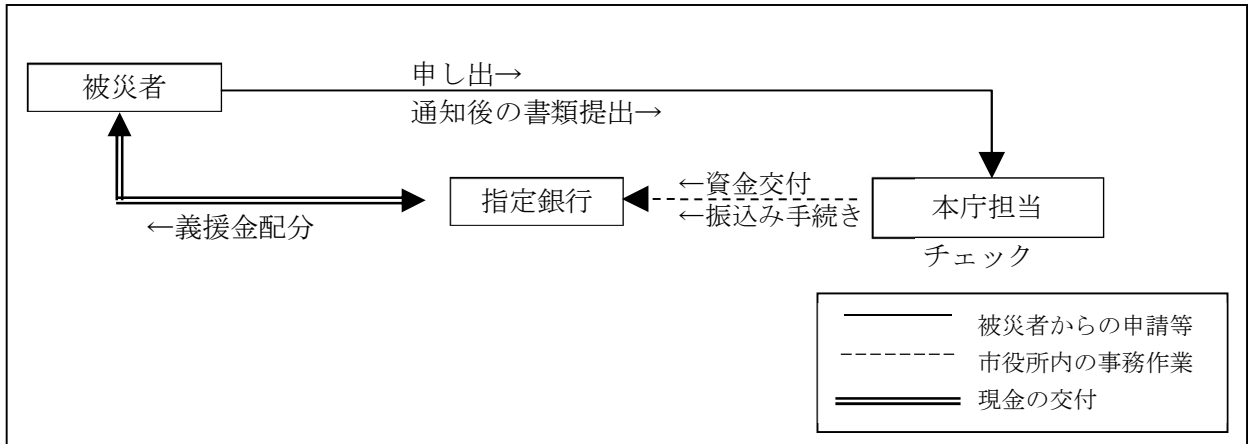 被災者
申し出→
通知後の書類提出→
指定銀行
←資金交付
←振込み手続き
本庁担当
チェック
←義援金配分
被災者からの申請等
市役所内の事務作業
現金の交付